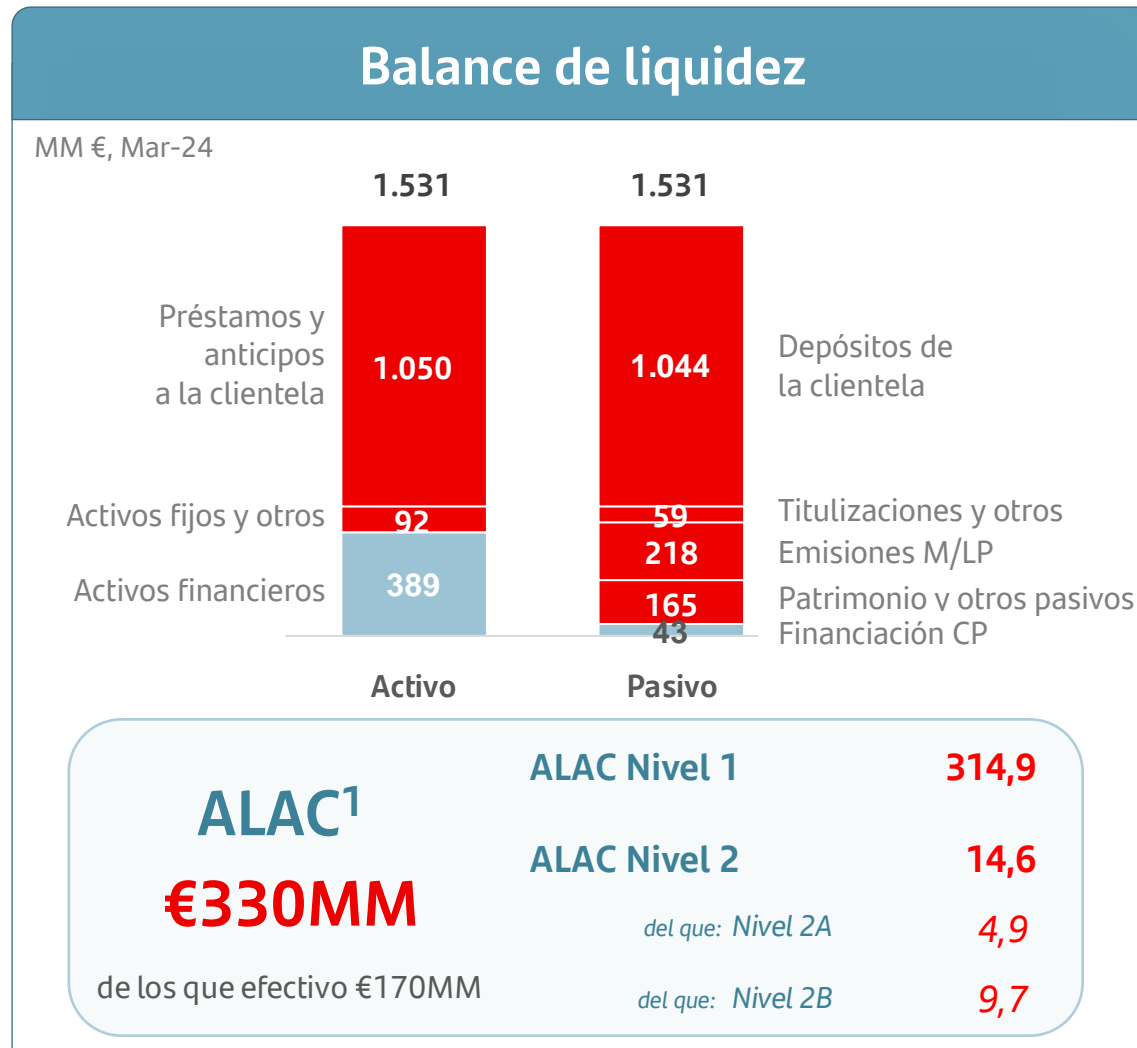 Balance de liquidez
MM €, Mar-24
1.531
1.531
Préstamos y
anticipos
a la clientela
1.050
1.044
Depósitos de
la clientela
Activos fijos y otros
92
59
Titulizaciones y otros
218
Emisiones M/LP
Activos financieros
389
165
Patrimonio y otros pasivos
43
Financiación CP
Activo
Pasivo
ALAC¹
€330MM
de los que efectivo €170MM
ALAC Nivel 1 314,9
ALAC Nivel 2 14,6
del que: Nivel 2A 4,9
del que: Nivel 2B 9,7